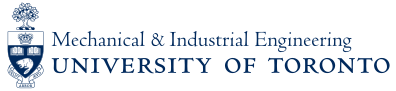 Mechanical & Industrial Engineering
UNIVERSITY OF TORONTO